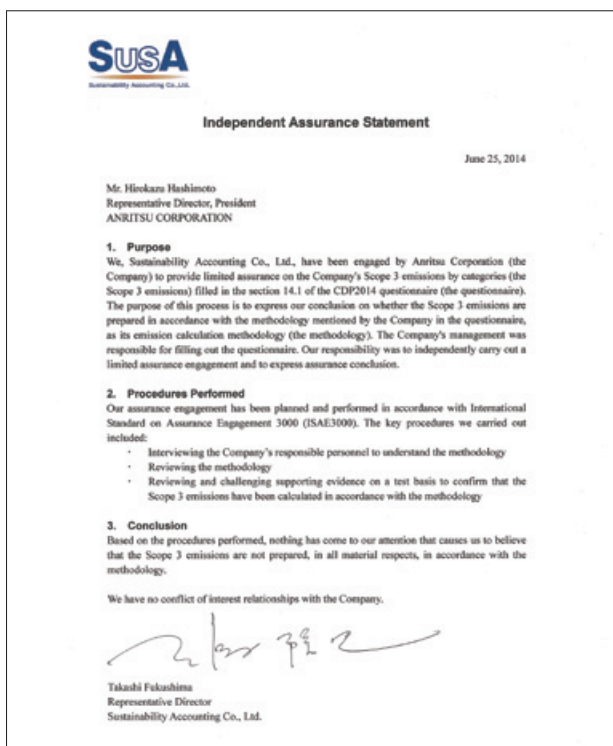 SUSA
Sustainability Accounting Co.,Ltd.
Independent Assurance Statement
June 25, 2014
Mr. Hirokazu Hashimoto
Representative Director, President
ANRITSU CORPORATION
1. Purpose
We, Sustainability Accounting Co., Ltd., have been engaged by Anritsu Corporation (the
Company) to provide limited assurance on the Company's Scope 3 emissions by categories (the
Scope 3 emissions) filled in the section 14.1 of the CDP2014 questionnaire (the questionnaire).
The purpose of this process is to express our conclusion on whether the Scope 3 emissions are
prepared in accordance with the methodology mentioned by the Company in the questionnaire,
as its emission calculation methodology (the methodology). The Company's management was
responsible for filling out the questionnaire. Our responsibility was to independently carry out a
limited assurance engagement and to express assurance conclusion.
2. Procedures Performed
Our assurance engagement has been planned and performed in accordance with International
Standard on Assurance Engagement 3000 (ISAE3000). The key procedures we carried out
included:
· Interviewing the Company's responsible personnel to understand the methodology
· Reviewing the methodology
· Reviewing and challenging supporting evidence on a test basis to confirm that the
Scope 3 emissions have been calculated in accordance with the methodology
3. Conclusion
Based on the procedures performed, nothing has come to our attention that causes us to believe
that the Scope 3 emissions are not prepared, in all material respects, in accordance with the
methodology.
We have no conflict of interest relationships with the Company.
Takashi Fukushima
Representative Director
Sustainability Accounting Co., Ltd.